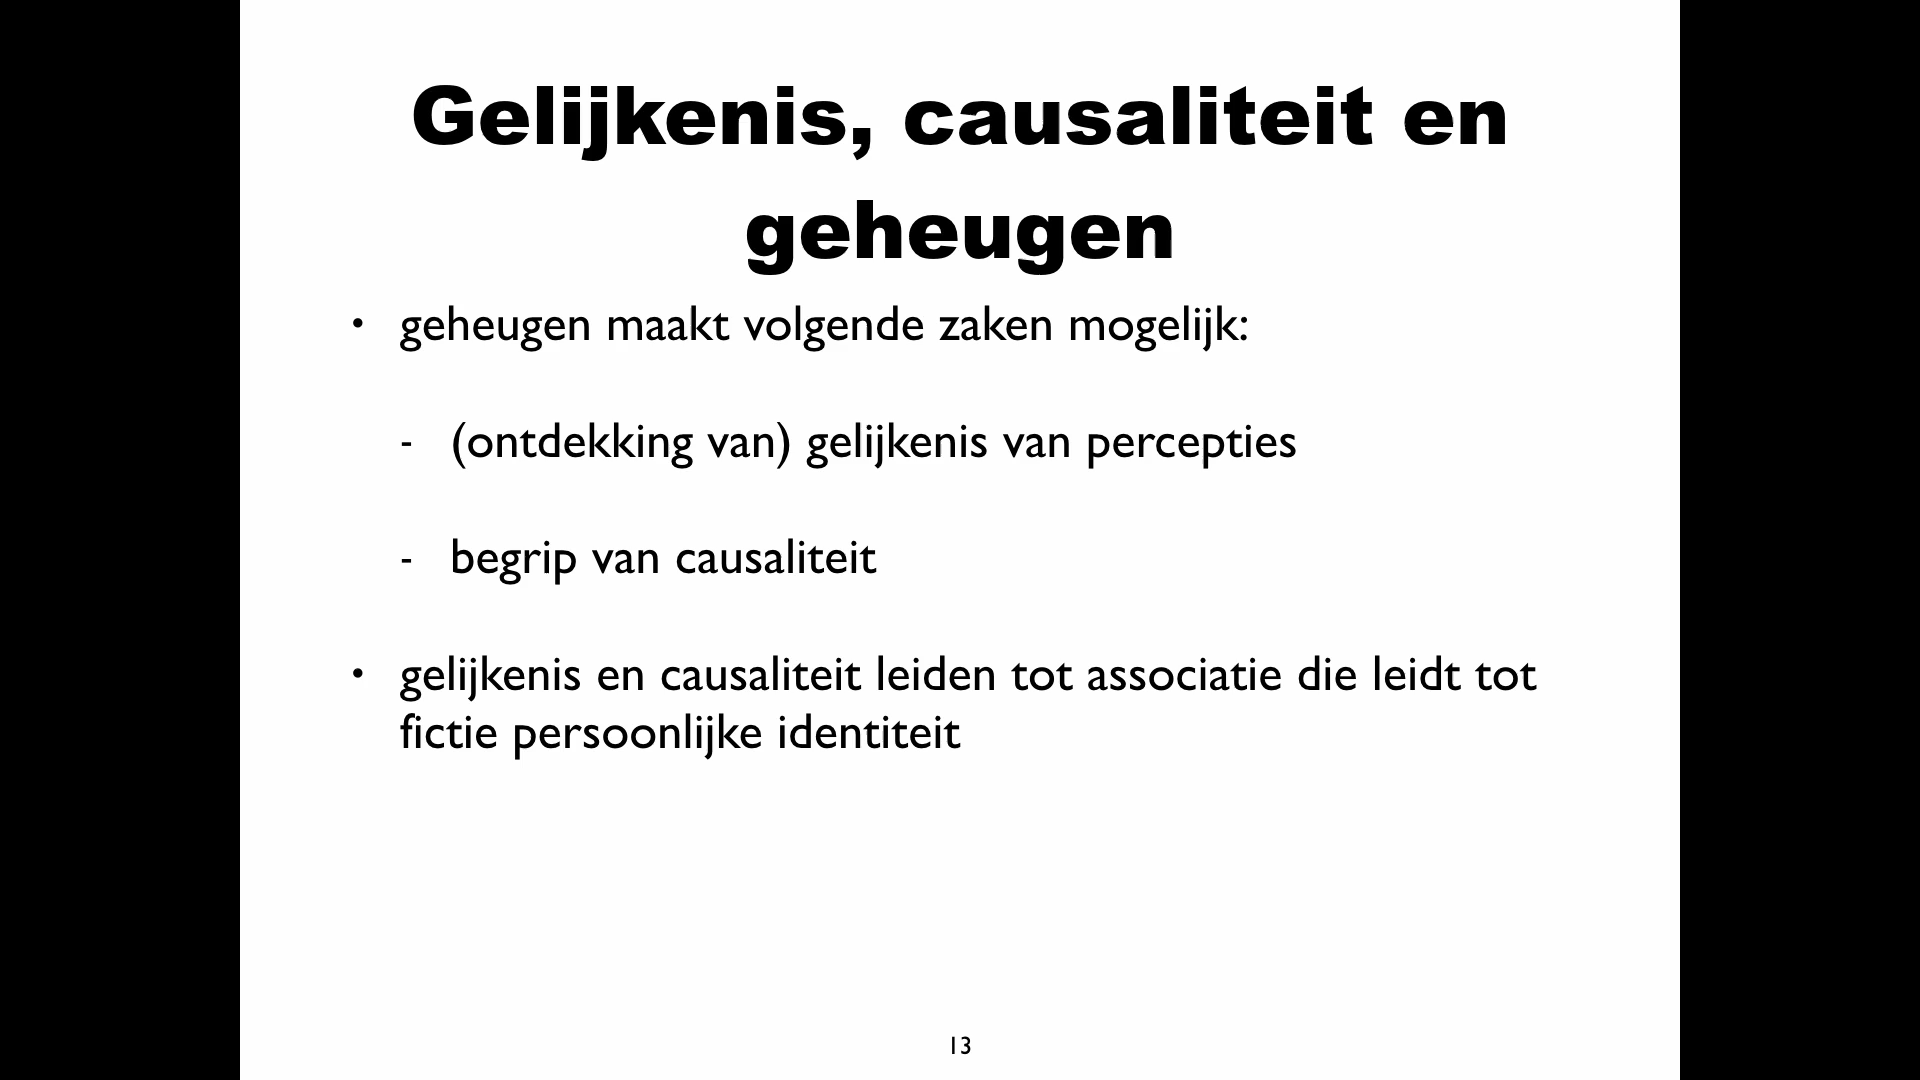 Gelijkenis, causaliteit en
geheugen
• geheugen maakt volgende zaken mogelijk:
- (ontdekking van) gelijkenis van percepties
- begrip van causaliteit
• gelijkenis en causaliteit leiden tot associatie die leidt tot
fictie persoonlijke identiteit
13